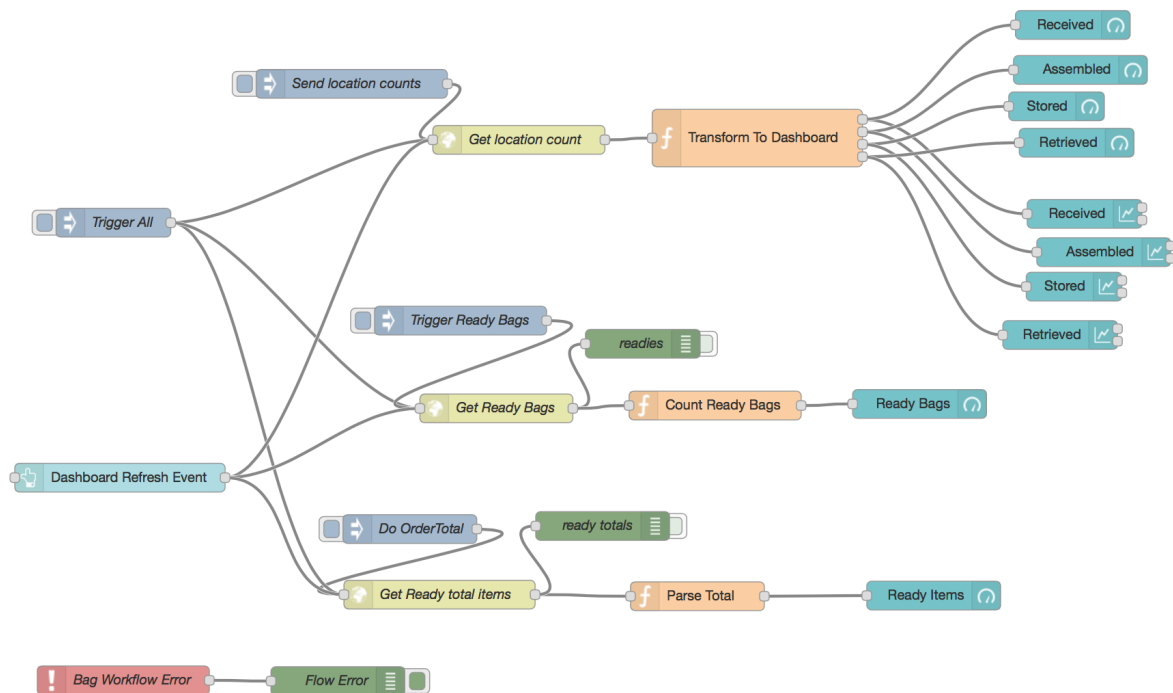 Received
Send location counts
Assembled
Stored
Get location count
Transform To Dashboard
Retrieved
Trigger All
Received
Assembled
Stored
Trigger Ready Bags
Retrieved
readies
Get Ready Bags
Count Ready Bags
Ready Bags
Dashboard Refresh Event
Do OrderTotal
ready totals
Get Ready total items
Parse Total
Ready Items
Bag Workflow Error
Flow Error